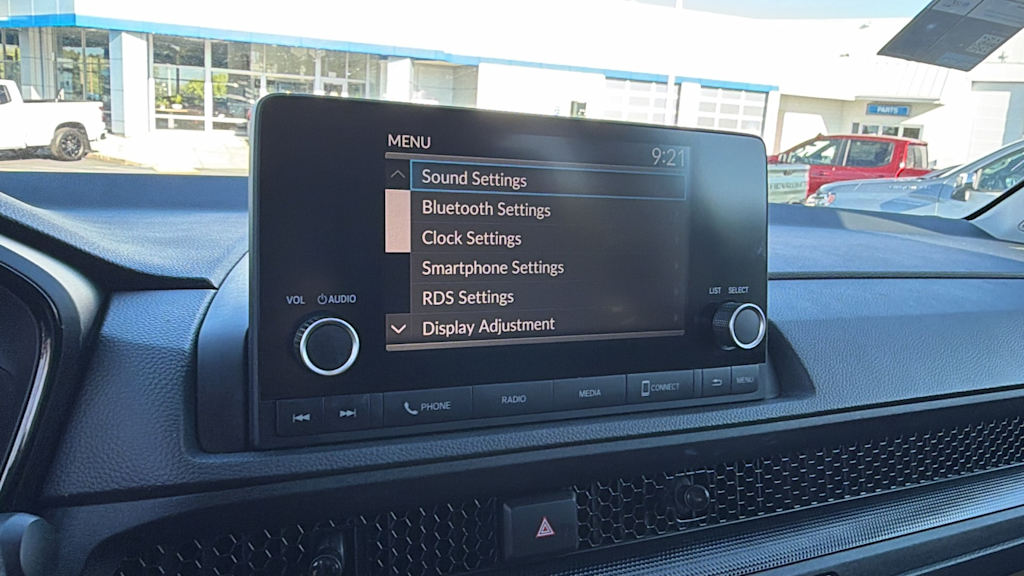 PARTS
MENU
9:21
Sound Settings
Bluetooth Settings
Clock Settings
Smartphone Settings
RDS Settings
Display Adjustment
VOL AUDIO
LIST SELECT
PHONE
RADIO
MEDIA
CONNECT
MENU